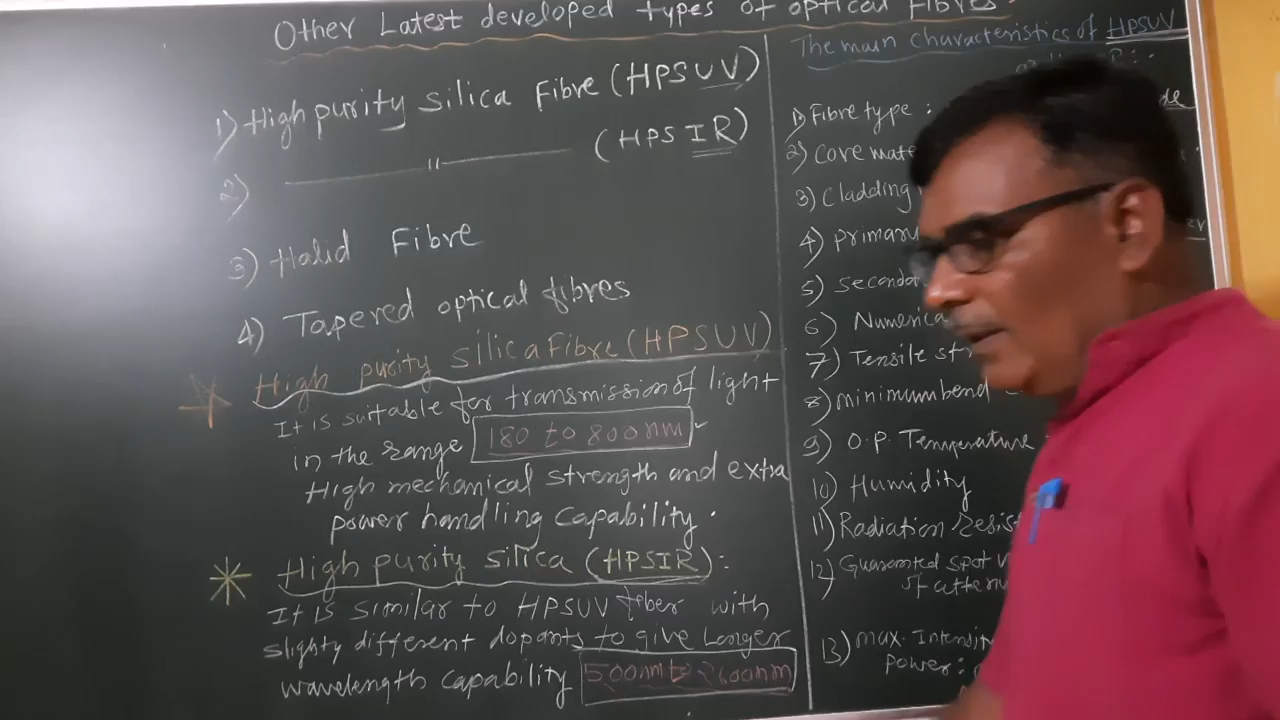 Other Latest developed types of optical fibres.
1) High purity silica Fibre (HPSUV)
2) —— " —— (HPSIR)
3) Halid Fibre
4) Tapered optical fibres
High purity silica Fibre (HPSUV)
It is suitable for transmission of light
in the range 180 to 800nm
High mechanical strength and extra
power handling capability.
High purity silica (HPSIR):
It is similar to HPSUV fiber with
slighty different dopants to give Longer
wavelength capability 500nm to 2600nm
The main characteristics of HPSUV
1) Fibre type :
2) Core mate
3) Cladding
4) primary
5) Seconda
6) Numerica
7) Tensile str
8) minimum bend
9) O.P. Temperature
10) Humidity
11) Radiation resist
12) Guaranted spot v
of atten
13) max. Intensity
power: